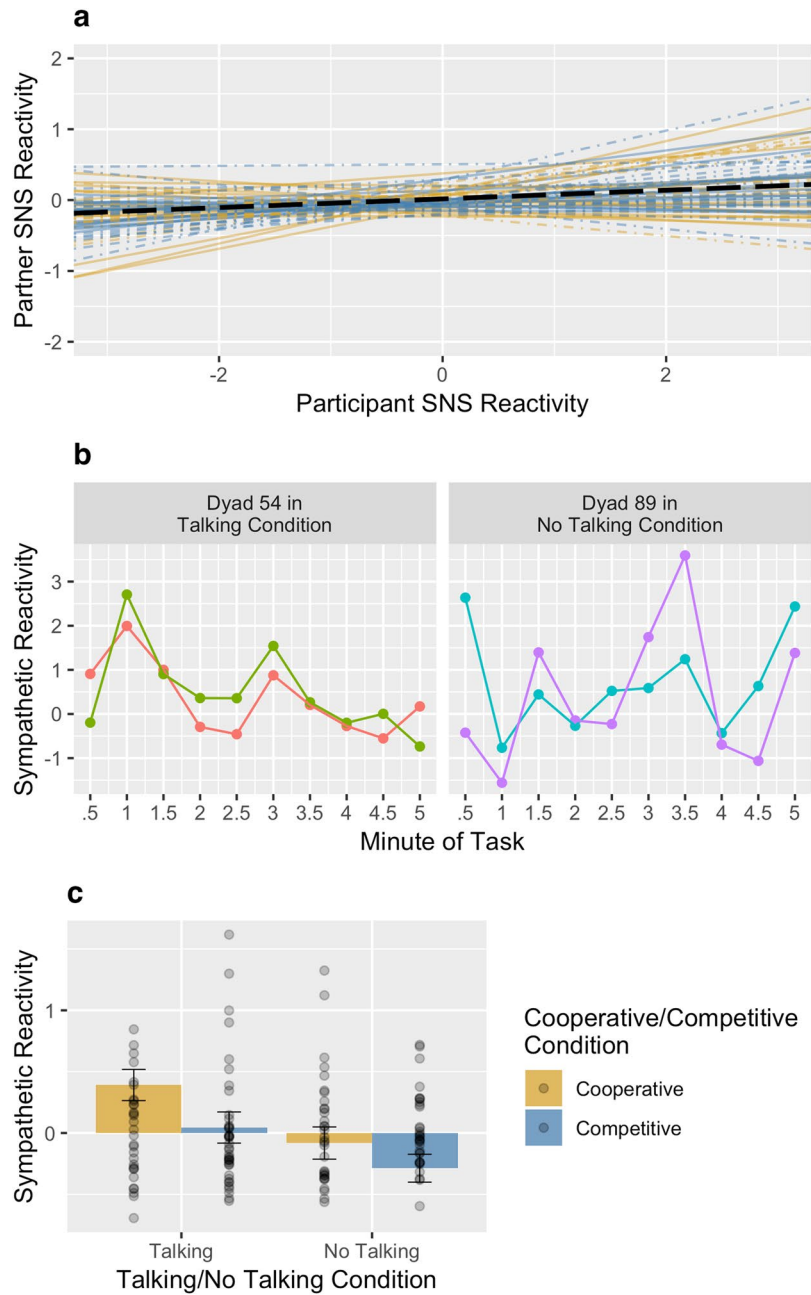 a
Partner SNS Reactivity
2
1
0
-1
-2
-2 0 2
Participant SNS Reactivity
b
Dyad 54 in
Talking Condition
Dyad 89 in
No Talking Condition
Sympathetic Reactivity
3
2
1
0
-1
.5 1 1.5 2 2.5 3 3.5 4 4.5 5
.5 1 1.5 2 2.5 3 3.5 4 4.5 5
Minute of Task
c
Sympathetic Reactivity
1
0
Talking No Talking
Talking/No Talking Condition
Cooperative/Competitive
Condition
Cooperative
Competitive